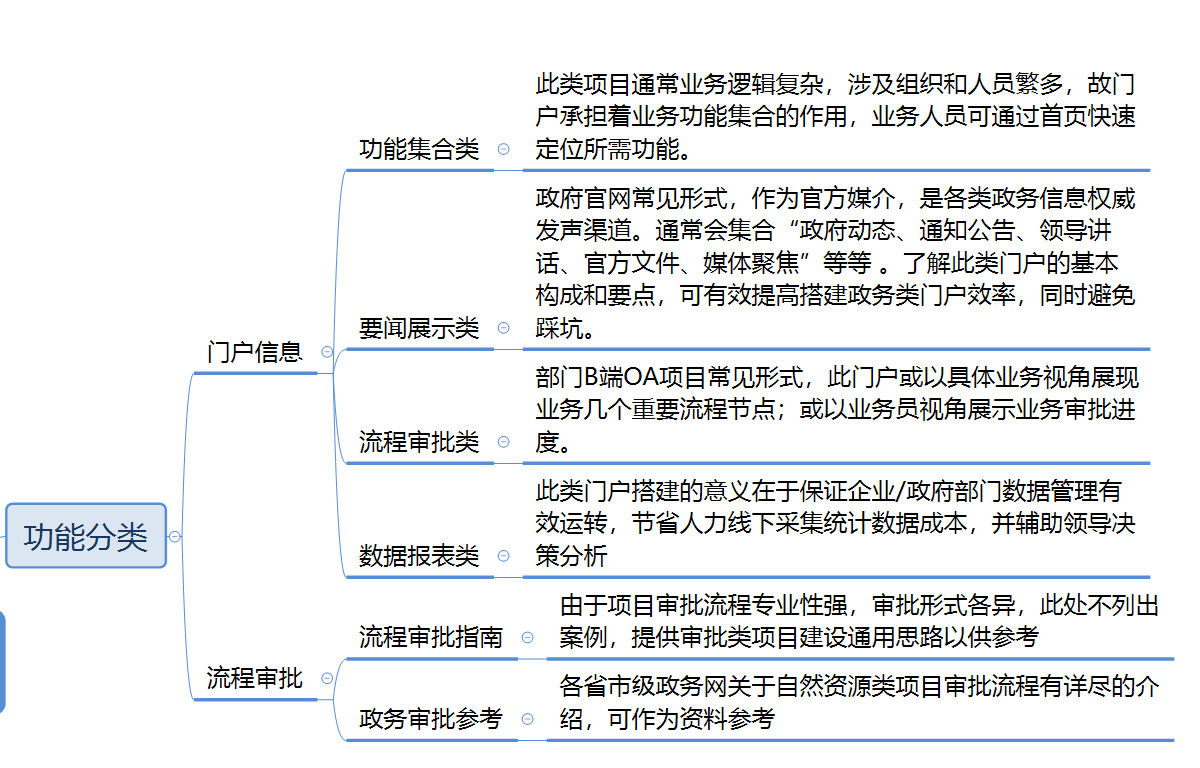 功能分类
门户信息
功能集合类
此类项目通常业务逻辑复杂，涉及组织和人员繁多，故门
户承担着业务功能集合的作用，业务人员可通过首页快速
定位所需功能。
要闻展示类
政府官网常见形式，作为官方媒介，是各类政务信息权威
发声渠道。通常会集合“政府动态、通知公告、领导讲
话、官方文件、媒体聚焦”等等 。了解此类门户的基本
构成和要点，可有效提高搭建政务类门户效率，同时避免
踩坑。
流程审批类
部门B端OA项目常见形式，此门户或以具体业务视角展现
业务几个重要流程节点；或以业务员视角展示业务审批进
度。
数据报表类
此类门户搭建的意义在于保证企业/政府部门数据管理有
效运转，节省人力线下采集统计数据成本，并辅助领导决
策分析
流程审批
流程审批指南
由于项目审批流程专业性强，审批形式各异，此处不列出
案例，提供审批类项目建设通用思路以供参考
政务审批参考
各省市级政务网关于自然资源类项目审批流程有详尽的介
绍，可作为资料参考